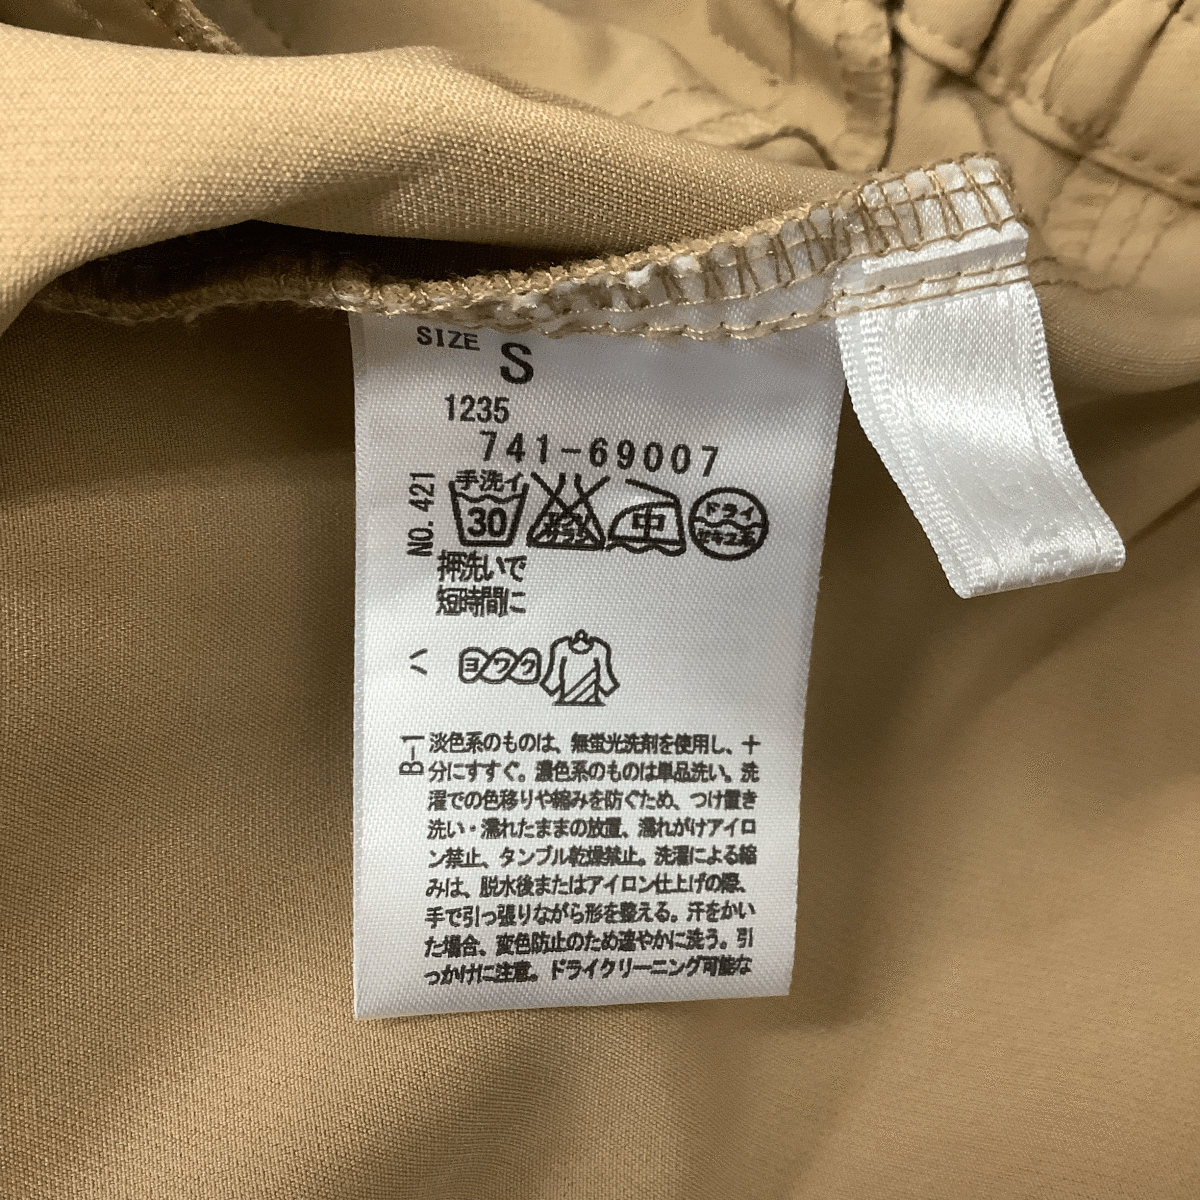 SIZE
S
1235
741-69007
NO. 421
手洗イ
30
中
ドライ
セキユ系
押洗いで
短時間に
ヨワク
B-1
淡色系のものは、無蛍光洗剤を使用し、十
分にすすぐ。濃色系のものは単品洗い。洗
濯での色移りや縮みを防ぐため、つけ置き
洗い・濡れたままの放置、濡れがけアイロ
ン禁止、タンブル乾燥禁止。洗濯による縮
みは、脱水後またはアイロン仕上げの際、
手で引っ張りながら形を整える。汗をかい
た場合、変色防止のため速やかに洗う。引
っかけに注意。ドライクリーニング可能な